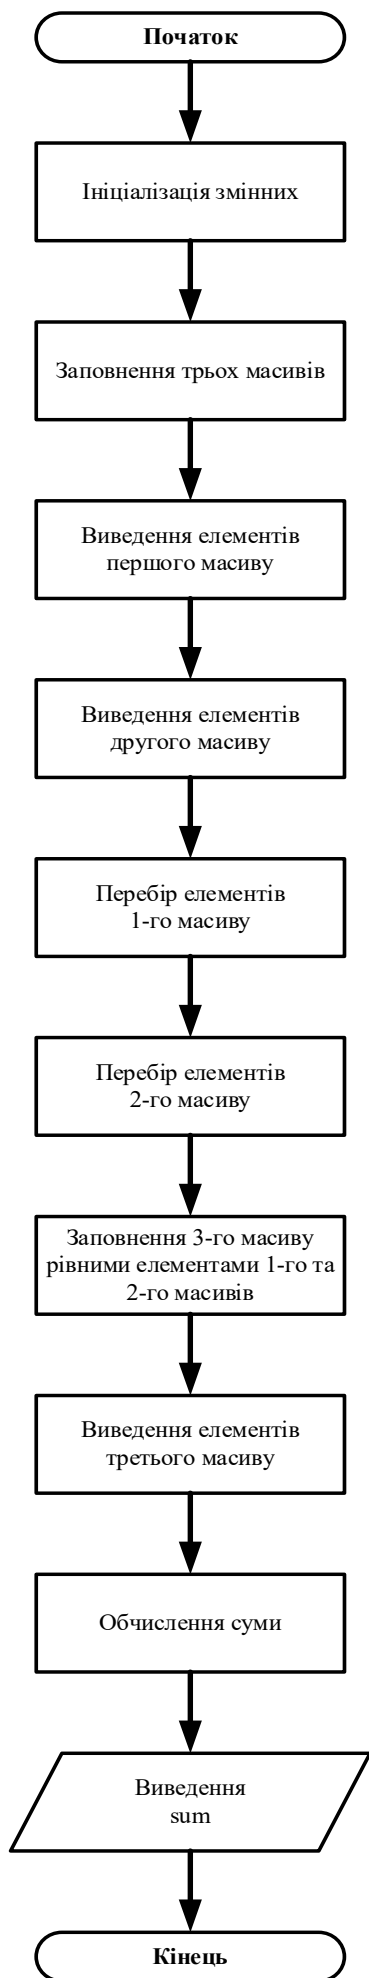 Початок
Ініціалізація змінних
Заповнення трьох масивів
Виведення елементів
першого масиву
Виведення елементів
другого масиву
Перебір елементів
1-го масиву
Перебір елементів
2-го масиву
Заповнення 3-го масиву
рівними елементами 1-го та
2-го масивів
Виведення елементів
третього масиву
Обчислення суми
Виведення
sum
Кінець